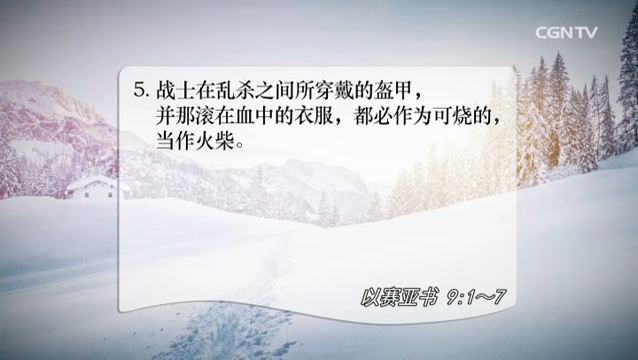 CGNTV
5. 战士在乱杀之间所穿戴的盔甲，
并那滚在血中的衣服，都必作为可烧的，
当作火柴。
以赛亚书 9:1～7